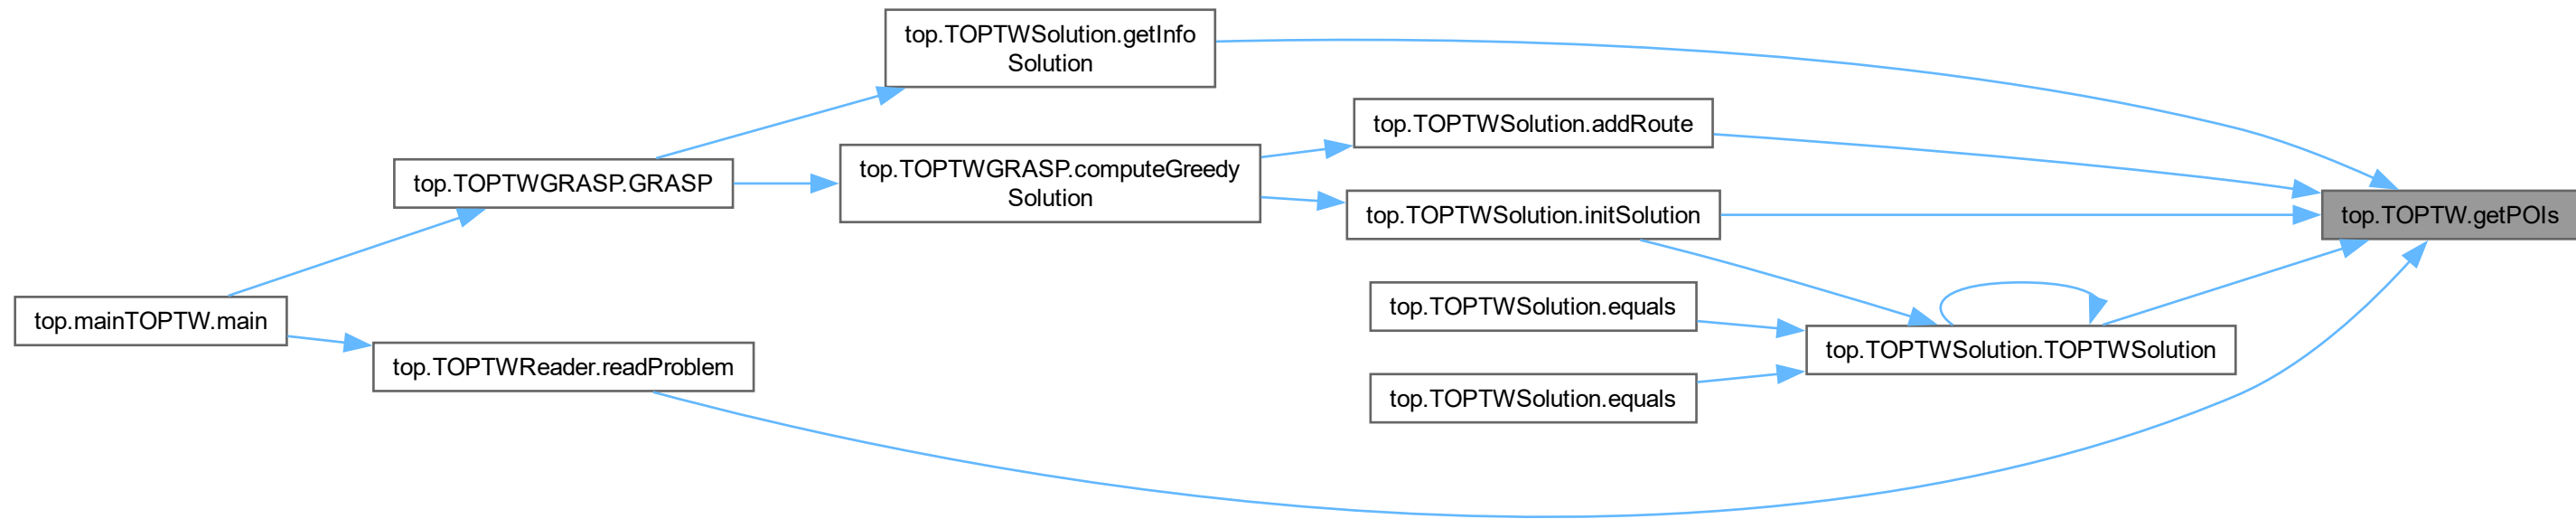 top.TOPTWSolution.getInfo
Solution
top.TOPTWSolution.addRoute
top.TOPTWGRASP.computeGreedy
Solution
top.TOPTWGRASP.GRASP
top.TOPTWSolution.initSolution
top.TOPTW.getPOIs
top.TOPTWSolution.equals
top.mainTOPTW.main
top.TOPTWSolution.TOPTWSolution
top.TOPTWReader.readProblem
top.TOPTWSolution.equals